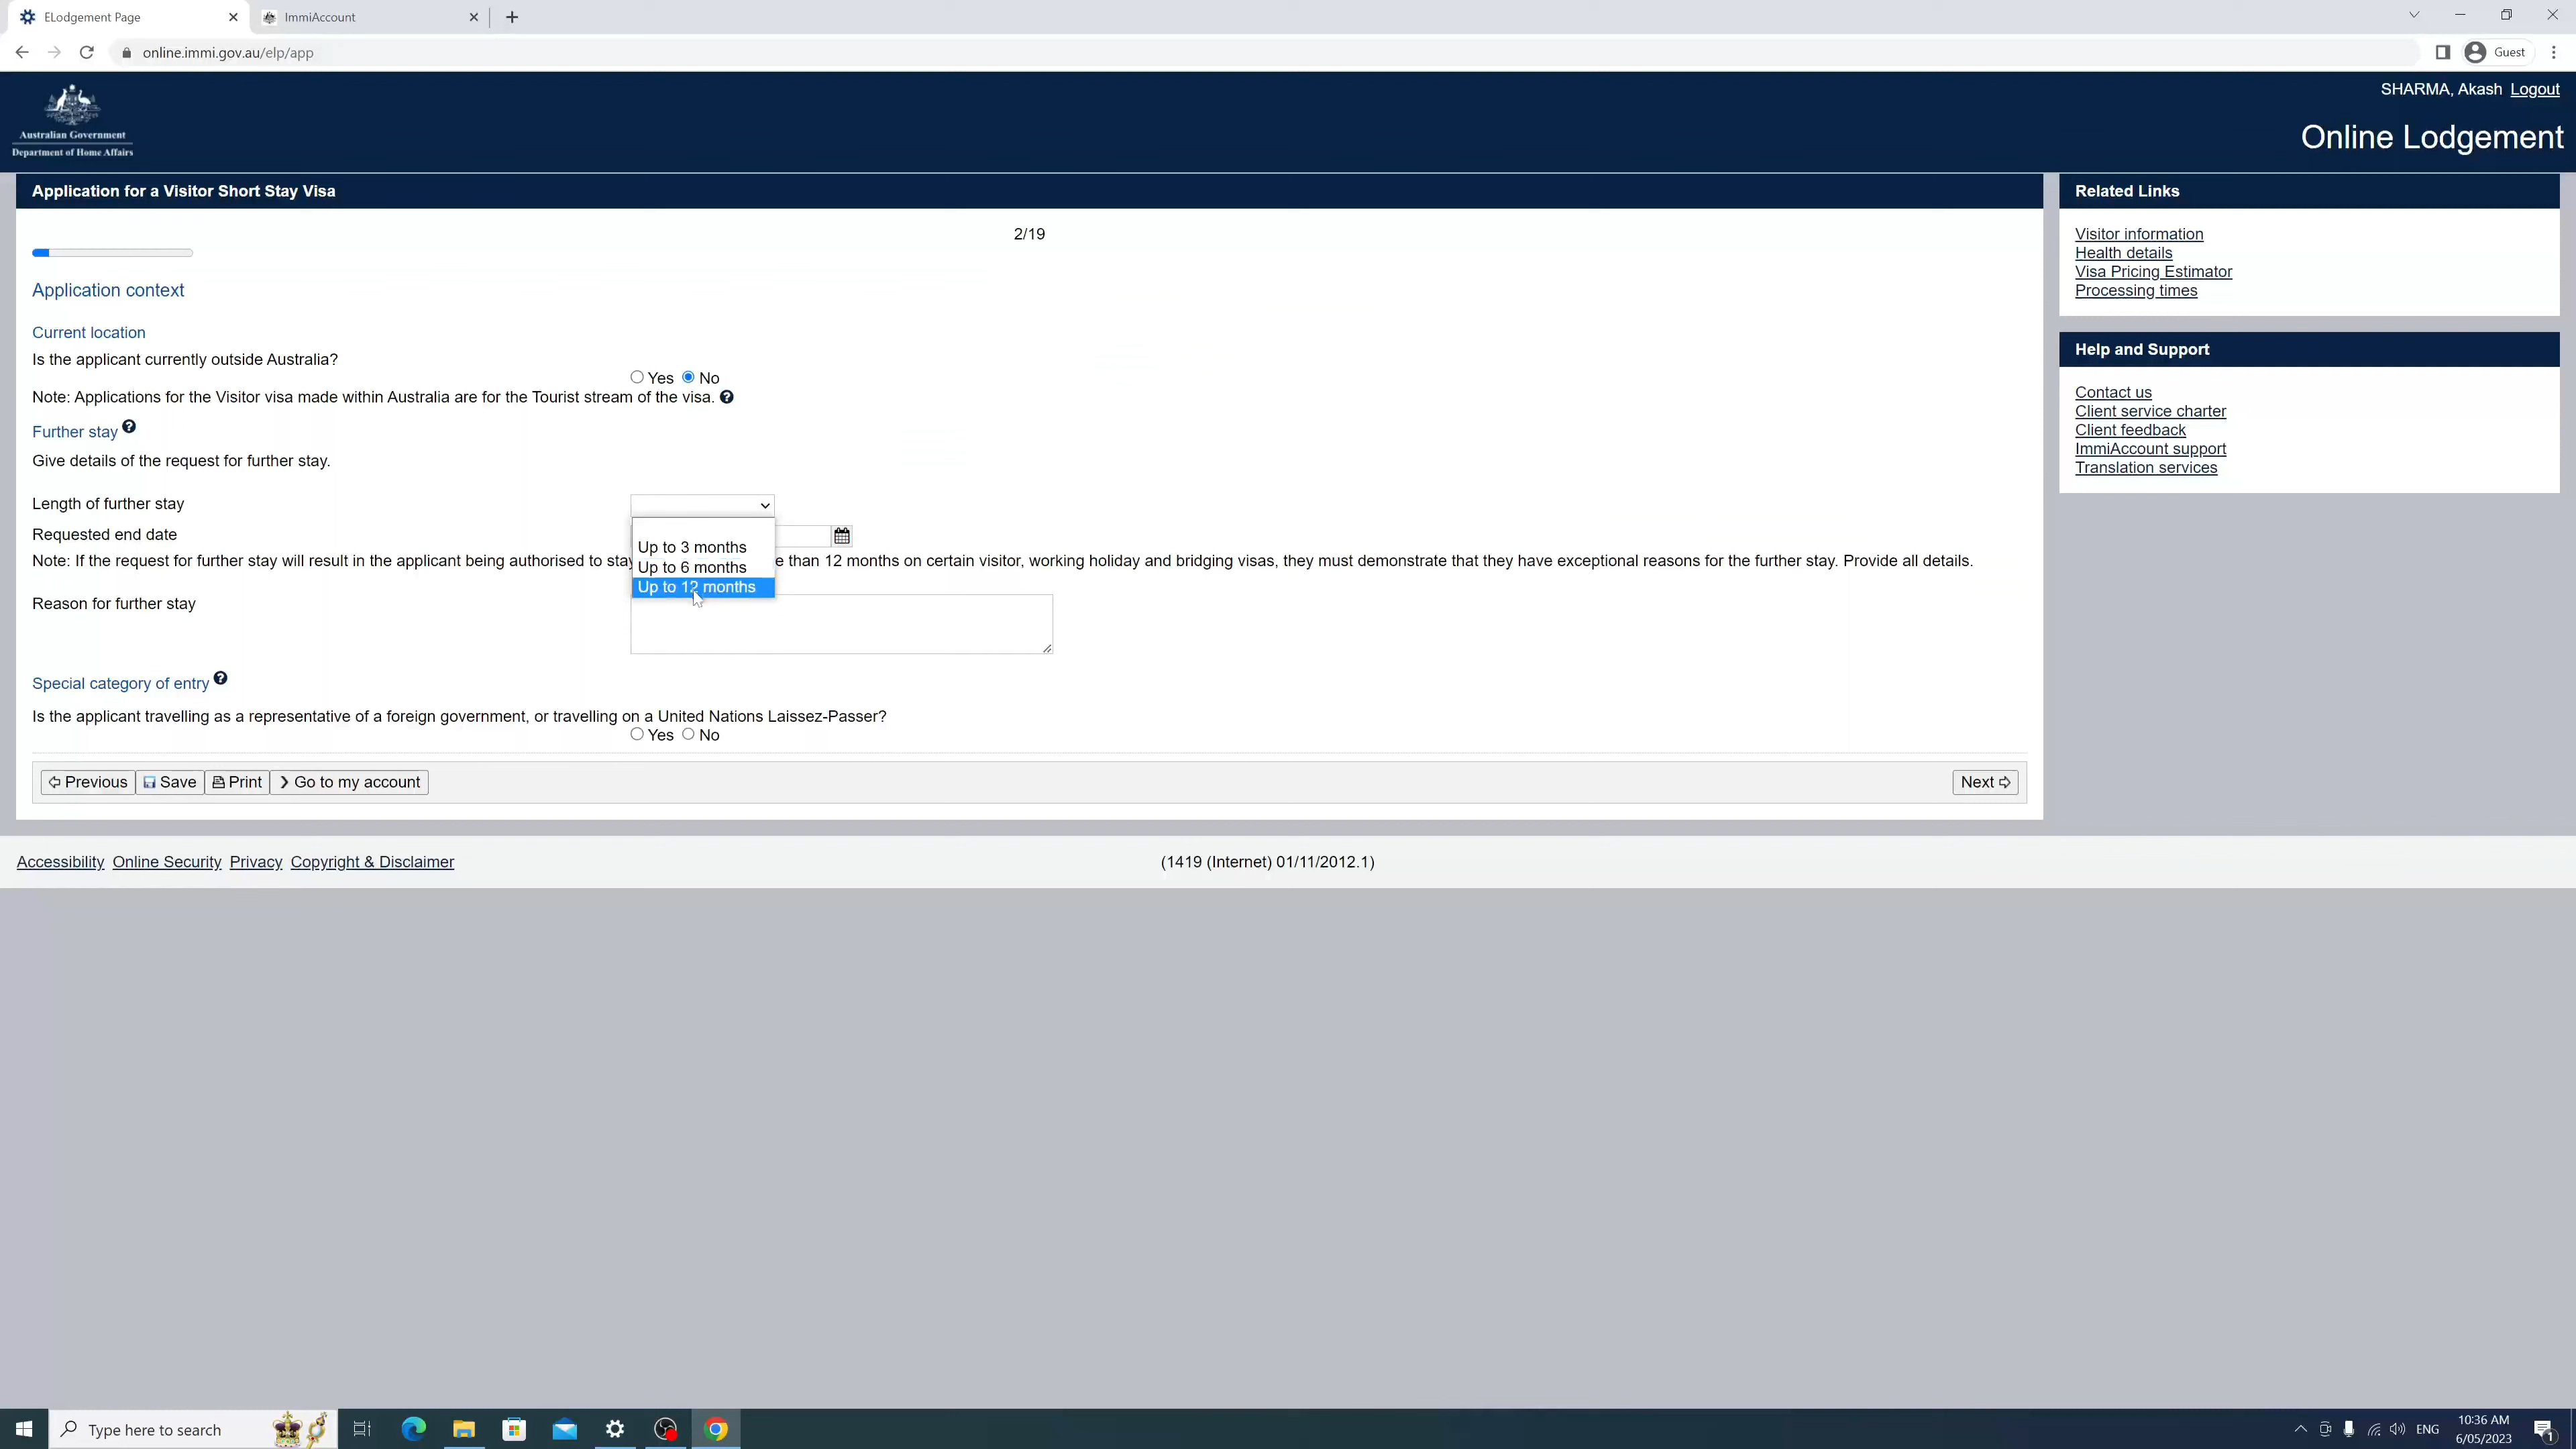 ELodgement Page
ImmiAccount
online.immi.gov.au/elp/app
Guest
Australian Government
Department of Home Affairs
SHARMA, Akash Logout
Online Lodgement
Application for a Visitor Short Stay Visa
2/19
Application context
Current location
Is the applicant currently outside Australia?
Yes No
Note: Applications for the Visitor visa made within Australia are for the Tourist stream of the visa.
Further stay
Give details of the request for further stay.
Length of further stay
Requested end date
Up to 3 months
Up to 6 months
Up to 12 months
Note: If the request for further stay will result in the applicant being authorised to stay e than 12 months on certain visitor, working holiday and bridging visas, they must demonstrate that they have exceptional reasons for the further stay. Provide all details.
Reason for further stay
Special category of entry
Is the applicant travelling as a representative of a foreign government, or travelling on a United Nations Laissez-Passer?
Yes No
Previous Save Print Go to my account Next
Related Links
Visitor information
Health details
Visa Pricing Estimator
Processing times
Help and Support
Contact us
Client service charter
Client feedback
ImmiAccount support
Translation services
Accessibility Online Security Privacy Copyright & Disclaimer
(1419 (Internet) 01/11/2012.1)
Type here to search
ENG
10:36 AM
6/05/2023
1